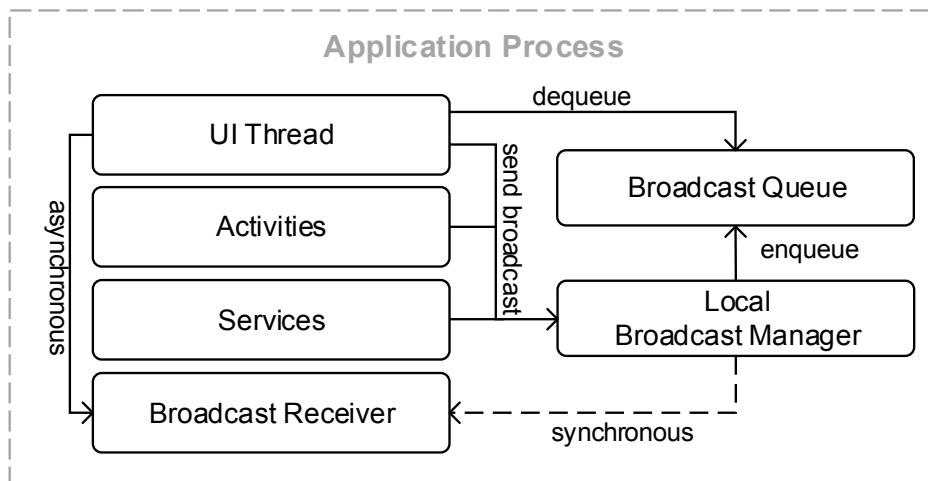 Application Process
dequeue
UI Thread
send broadcast
Broadcast Queue
Activities
asynchronous
enqueue
Services
Local
Broadcast Manager
Broadcast Receiver
synchronous